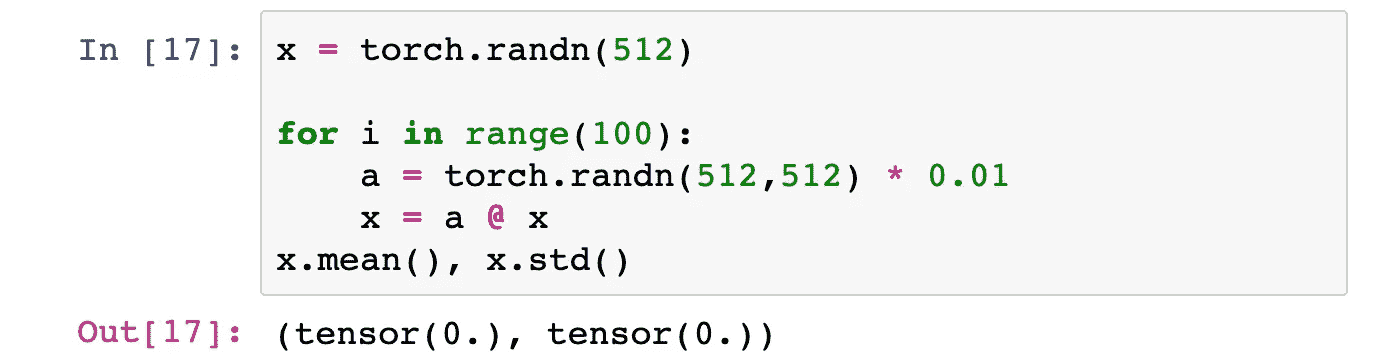 In [17]: x = torch.randn(512)
for i in range(100):
    a = torch.randn(512,512) * 0.01
    x = a @ x
x.mean(), x.std()
Out[17]: (tensor(0.), tensor(0.))